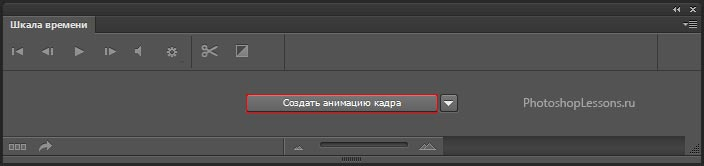 Шкала времени
Создать анимацию кадра
PhotoshopLessons.ru